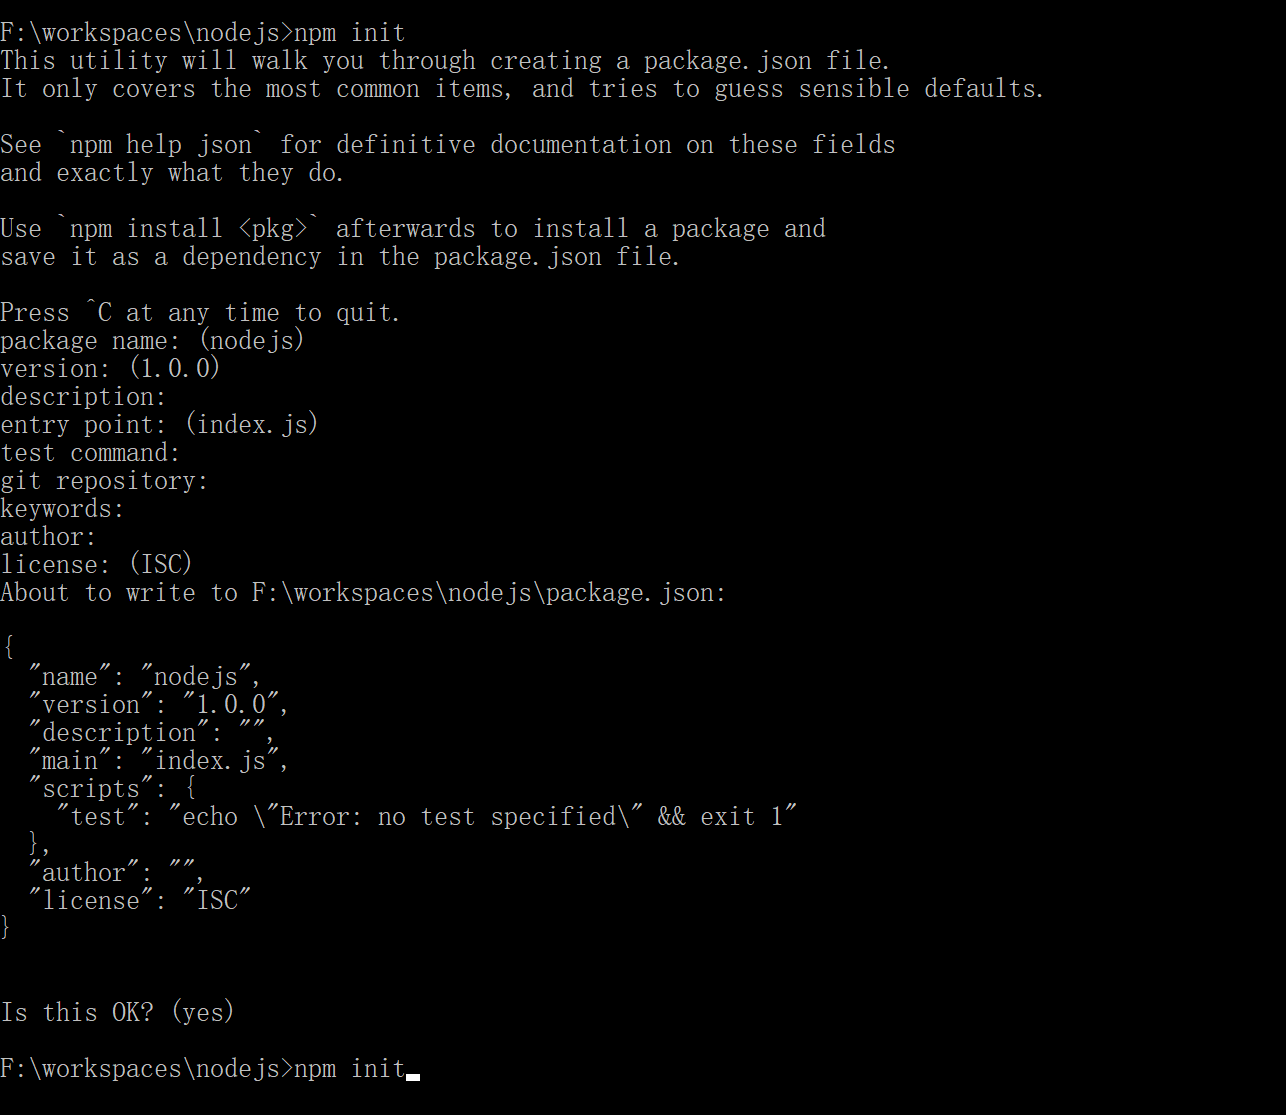 F:\workspaces\nodejs>npm init
This utility will walk you through creating a package.json file.
It only covers the most common items, and tries to guess sensible defaults.
See `npm help json` for definitive documentation on these fields
and exactly what they do.
Use `npm install <pkg>` afterwards to install a package and
save it as a dependency in the package.json file.
Press ^C at any time to quit.
package name: (nodejs)
version: (1.0.0)
description:
entry point: (index.js)
test command:
git repository:
keywords:
author:
license: (ISC)
About to write to F:\workspaces\nodejs\package.json:
{
  "name": "nodejs",
  "version": "1.0.0",
  "description": "",
  "main": "index.js",
  "scripts": {
    "test": "echo \"Error: no test specified\" && exit 1"
  },
  "author": "",
  "license": "ISC"
}
Is this OK? (yes)
F:\workspaces\nodejs>npm init